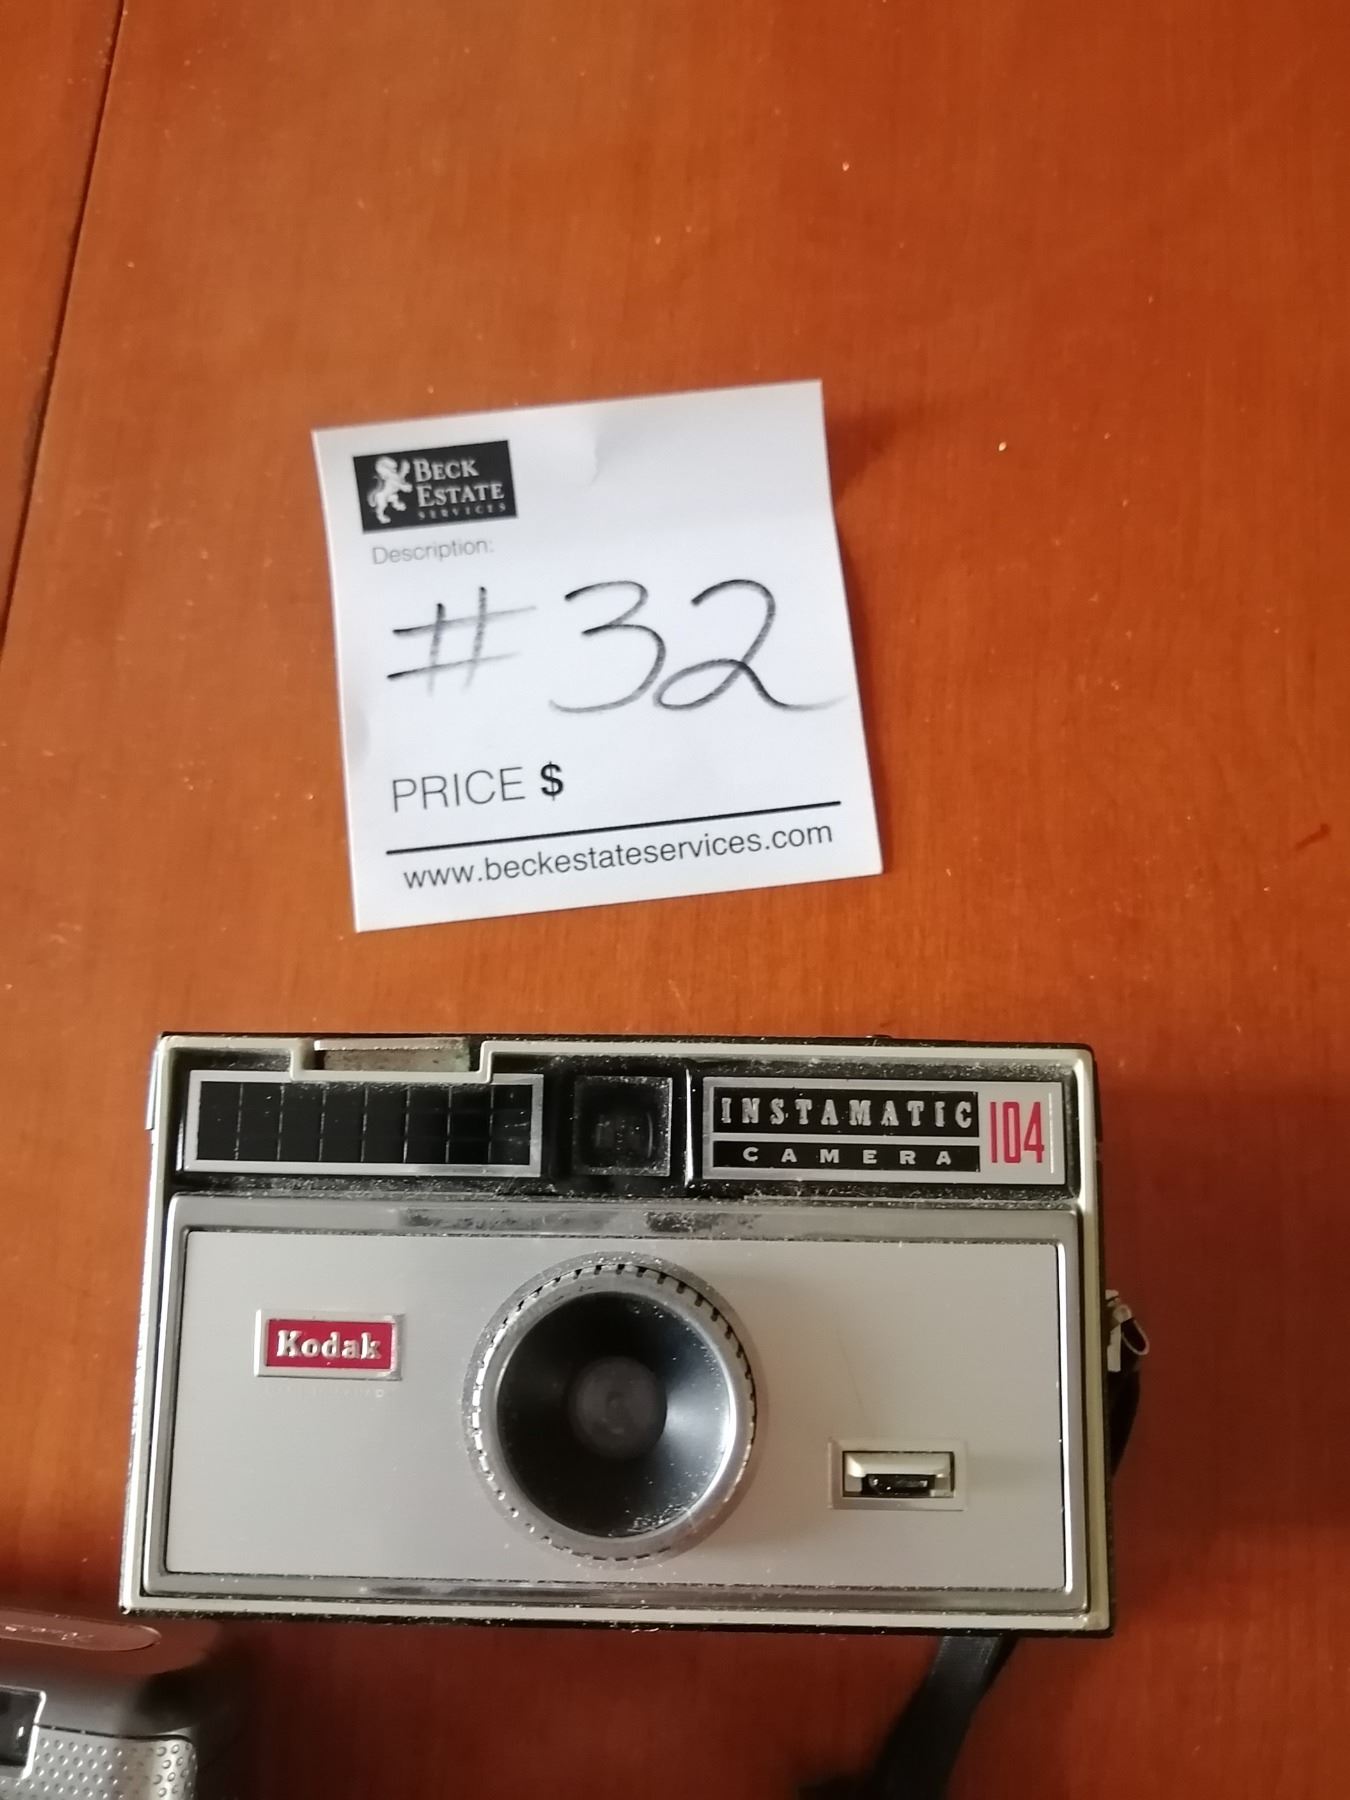 BECK
ESTATE
SERVICES
Description:
# 32
PRICE $
www.beckestateservices.com
INSTAMATIC 104
CAMERA
Kodak